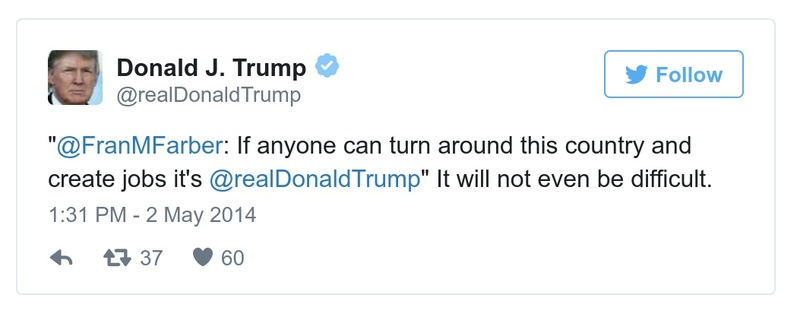 Donald J. Trump
@realDonaldTrump
Follow
"@FranMFarber: If anyone can turn around this country and
create jobs it's @realDonaldTrump" It will not even be difficult.
1:31 PM - 2 May 2014
37 60